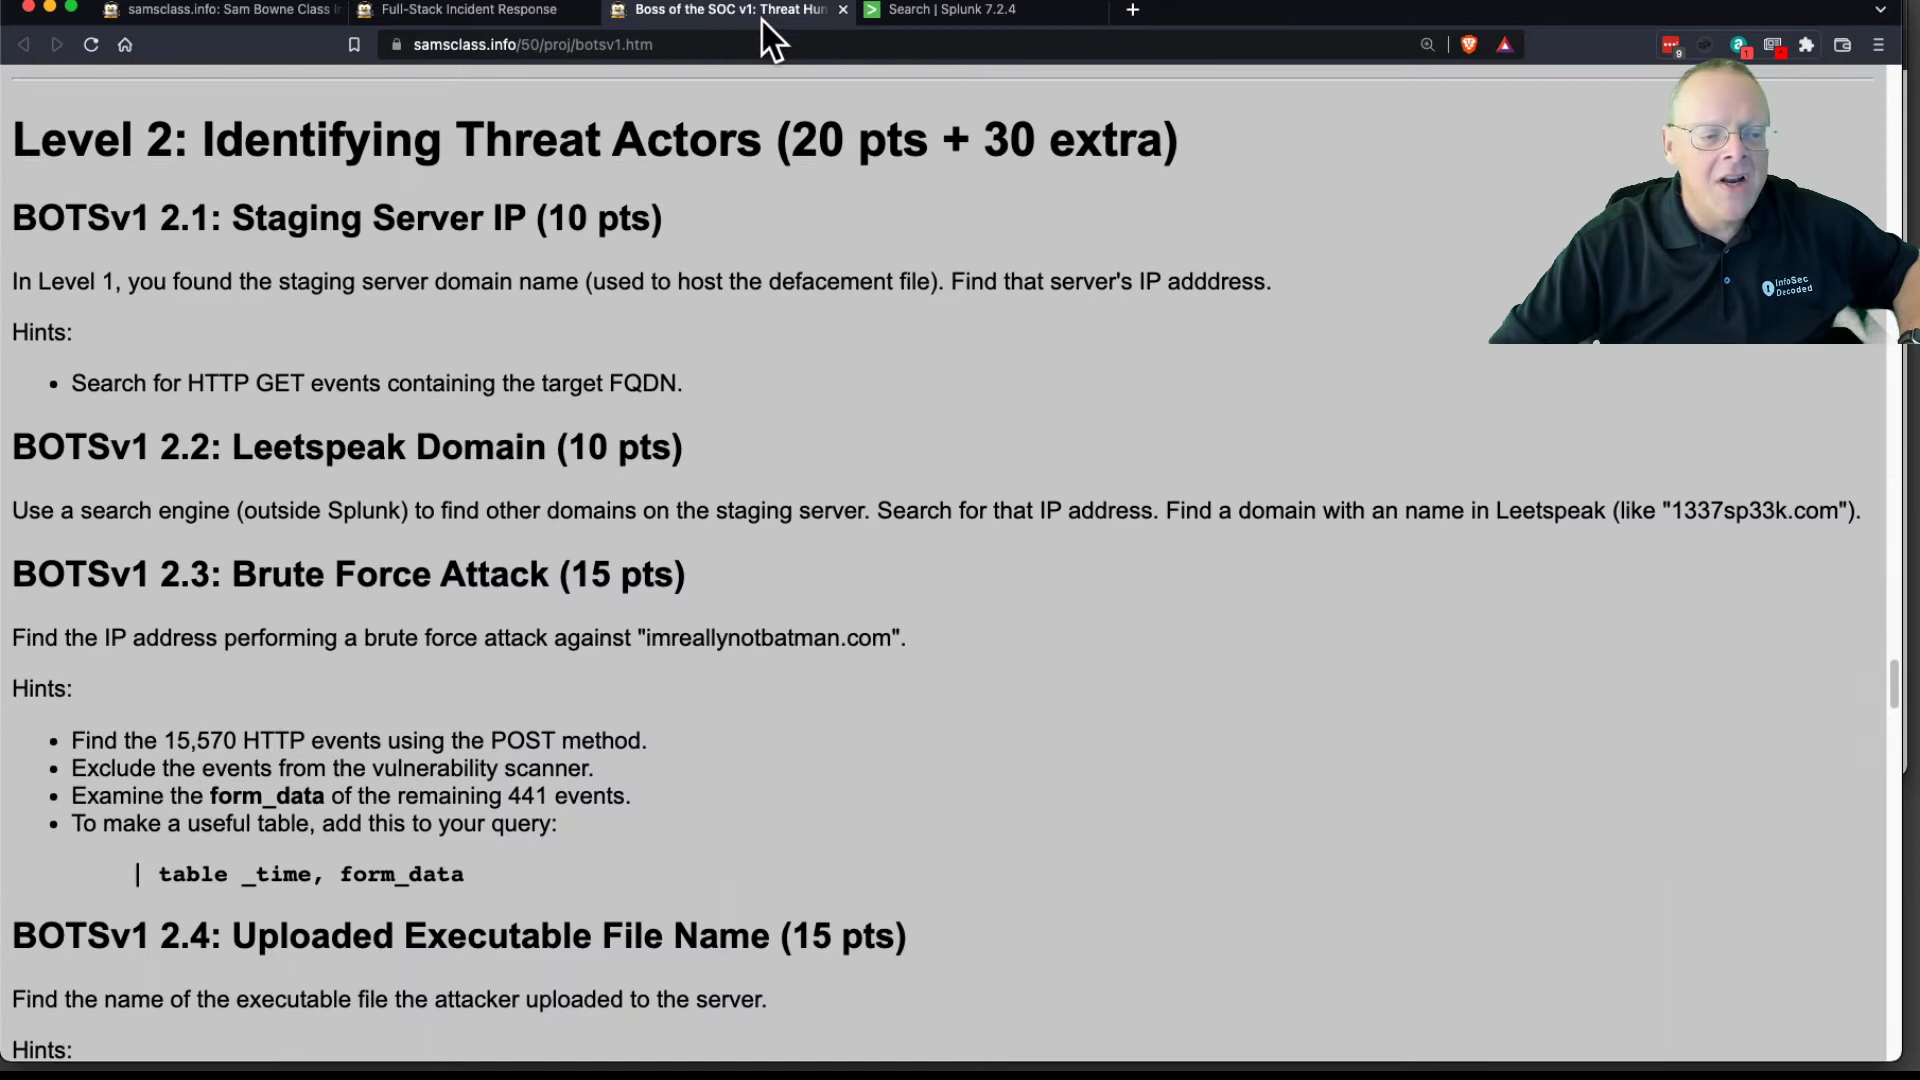 samsclass.info: Sam Bowne Class In
Full-Stack Incident Response
Boss of the SOC v1: Threat Hun
Search | Splunk 7.2.4
samsclass.info/50/proj/botsv1.htm
9
1
Level 2: Identifying Threat Actors (20 pts + 30 extra)
BOTSv1 2.1: Staging Server IP (10 pts)
In Level 1, you found the staging server domain name (used to host the defacement file). Find that server's IP adddress.
InfoSec
Decoded
Hints:
• Search for HTTP GET events containing the target FQDN.
BOTSv1 2.2: Leetspeak Domain (10 pts)
Use a search engine (outside Splunk) to find other domains on the staging server. Search for that IP address. Find a domain with an name in Leetspeak (like "1337sp33k.com").
BOTSv1 2.3: Brute Force Attack (15 pts)
Find the IP address performing a brute force attack against "imreallynotbatman.com".
Hints:
• Find the 15,570 HTTP events using the POST method.
• Exclude the events from the vulnerability scanner.
• Examine the form_data of the remaining 441 events.
• To make a useful table, add this to your query:
| table _time, form_data
BOTSv1 2.4: Uploaded Executable File Name (15 pts)
Find the name of the executable file the attacker uploaded to the server.
Hints: